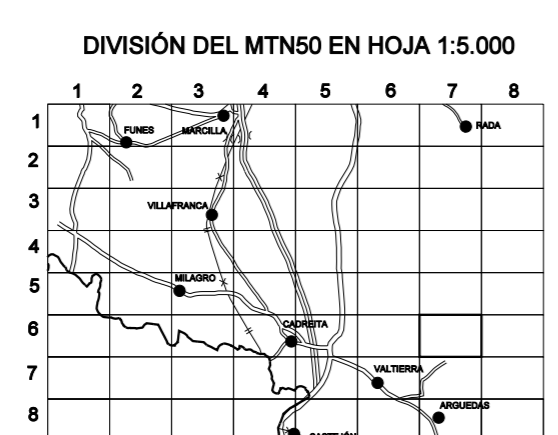 DIVISIÓN DEL MTN50 EN HOJA 1:5.000
1 2 3 4 5 6 7 8
1
FUNES
MARCILLA
RADA
2
3
VILLAFRANCA
4
5
MILAGRO
6
CADREITA
7
VALTIERRA
8
ARGUEDAS